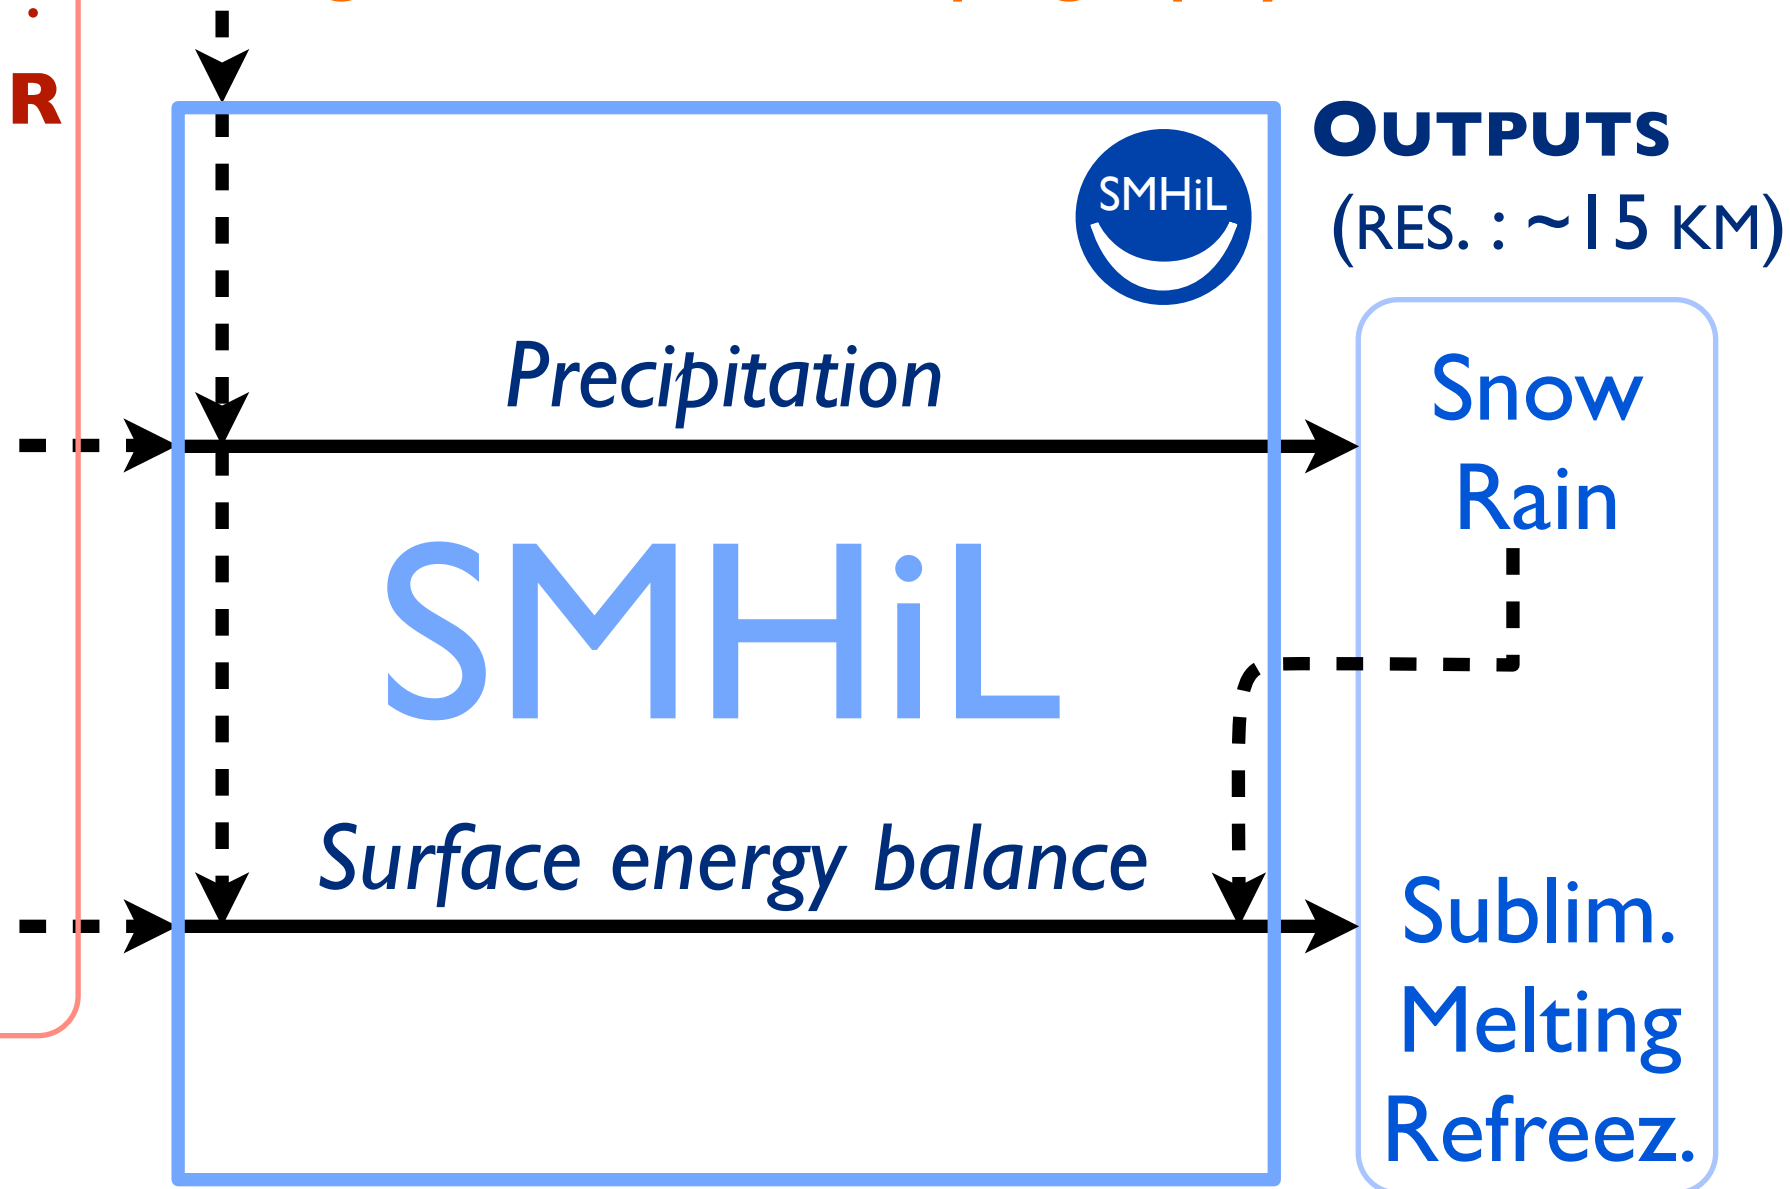 R
OUTPUTS
(RES. : ~15 KM)
SMHiL
Precipitation
Snow
Rain
SMHiL
Surface energy balance
Sublim.
Melting
Refreez.